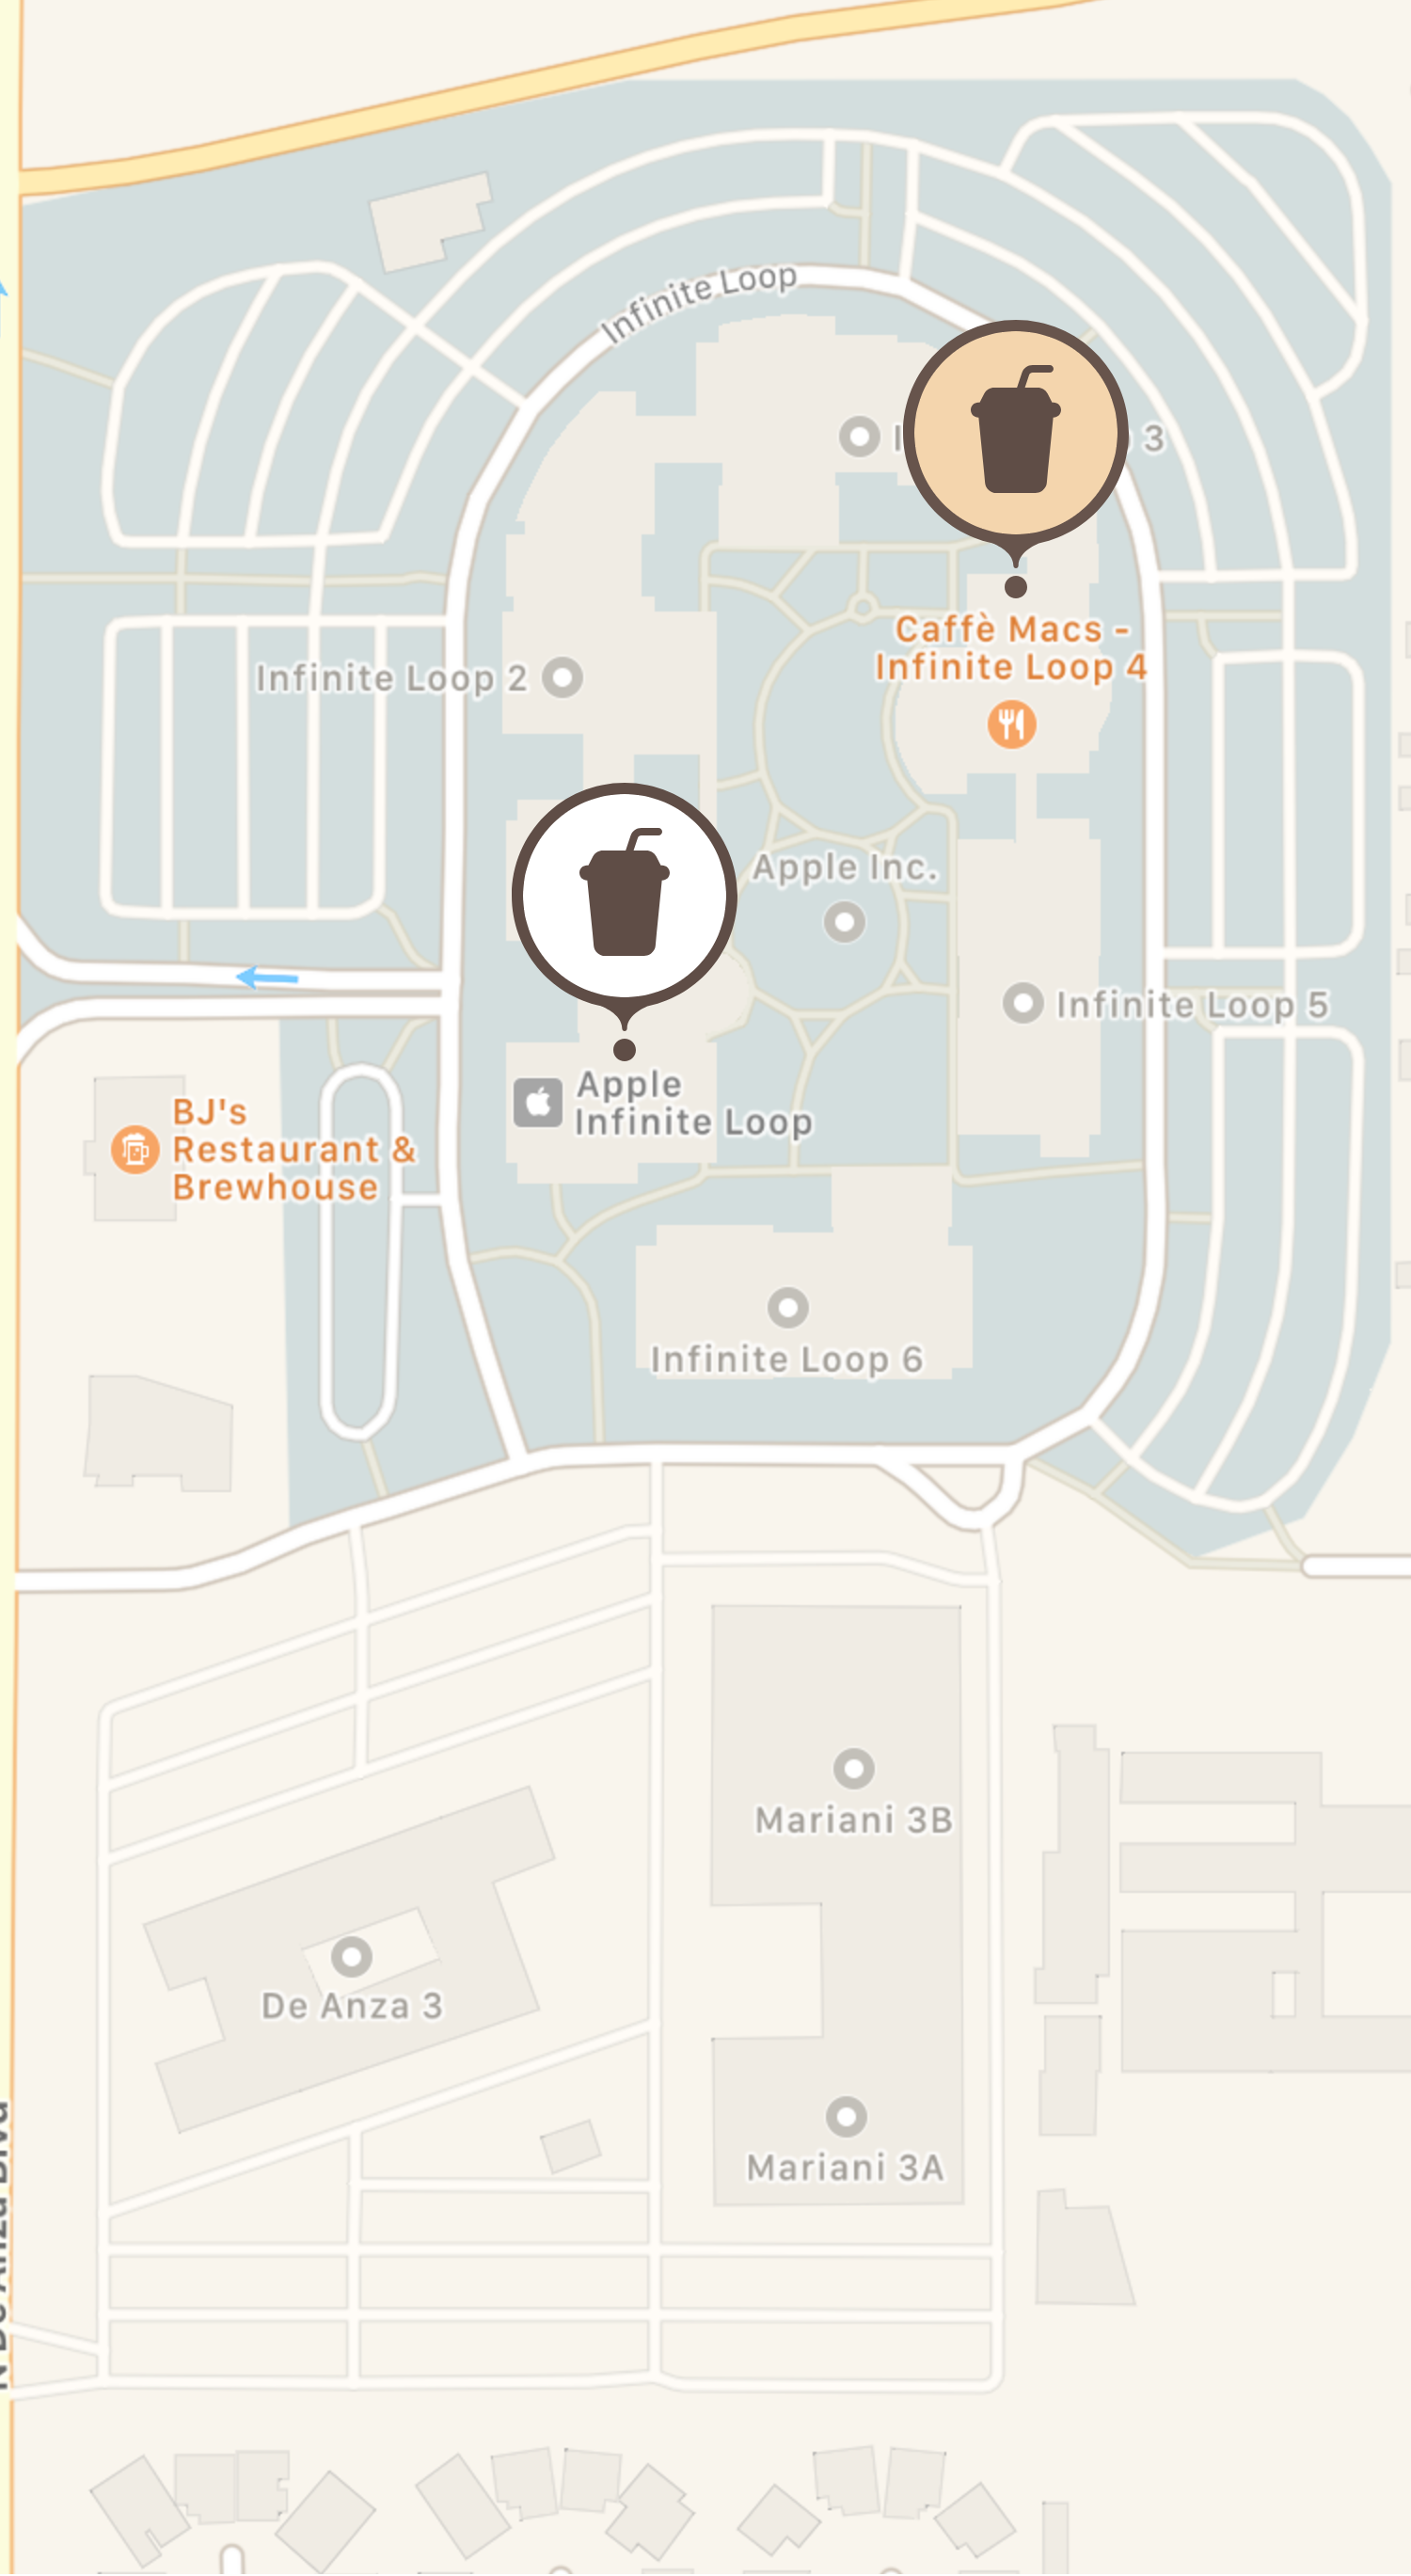 Infinite Loop
3
Caffè Macs -
Infinite Loop 4
Infinite Loop 2
Apple Inc.
Infinite Loop 5
Apple
Infinite Loop
BJ's
Restaurant &
Brewhouse
Infinite Loop 6
Mariani 3B
De Anza 3
Mariani 3A
N De Anza Blvd